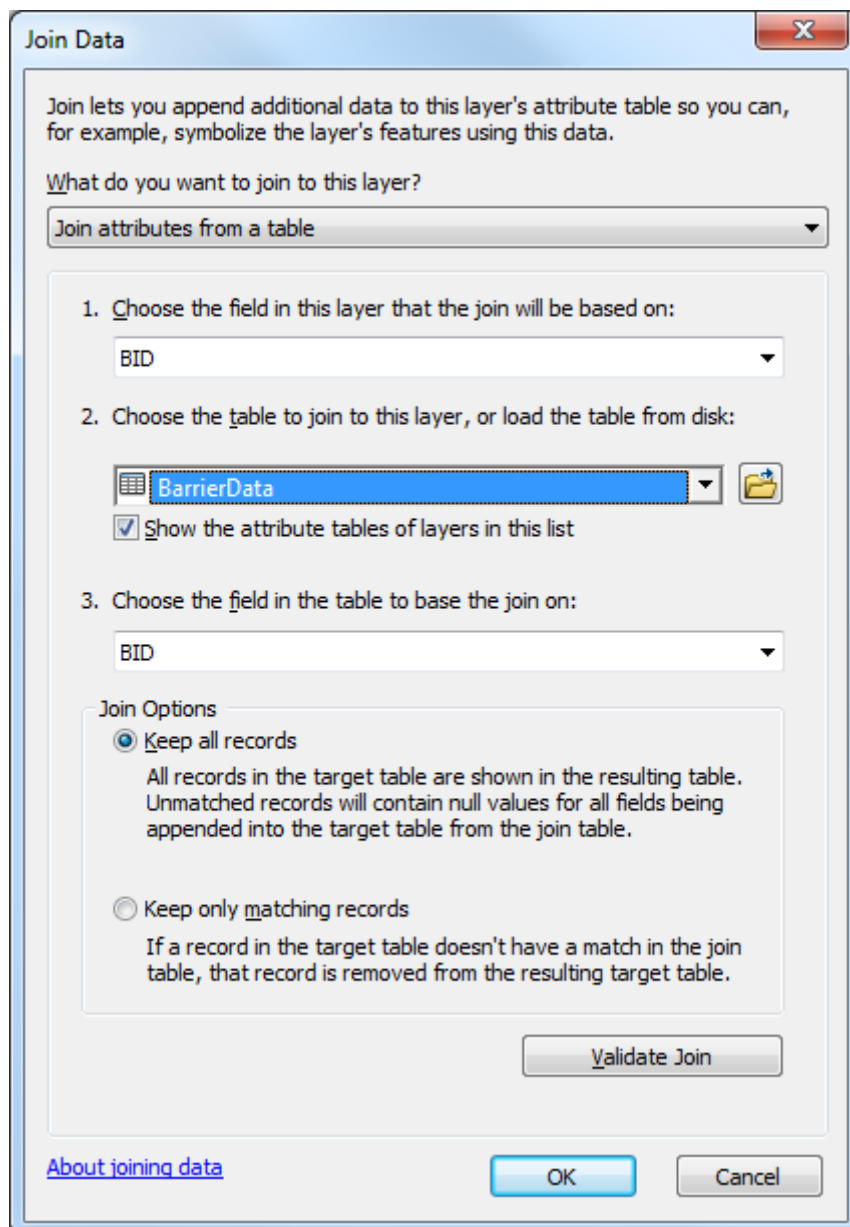 Join Data
Join lets you append additional data to this layer's attribute table so you can,
for example, symbolize the layer's features using this data.
What do you want to join to this layer?
Join attributes from a table
1. Choose the field in this layer that the join will be based on:
BID
2. Choose the table to join to this layer, or load the table from disk:
BarrierData
Show the attribute tables of layers in this list
3. Choose the field in the table to base the join on:
BID
Join Options
Keep all records
All records in the target table are shown in the resulting table.
Unmatched records will contain null values for all fields being
appended into the target table from the join table.
Keep only matching records
If a record in the target table doesn't have a match in the join
table, that record is removed from the resulting target table.
Validate Join
About joining data
OK
Cancel